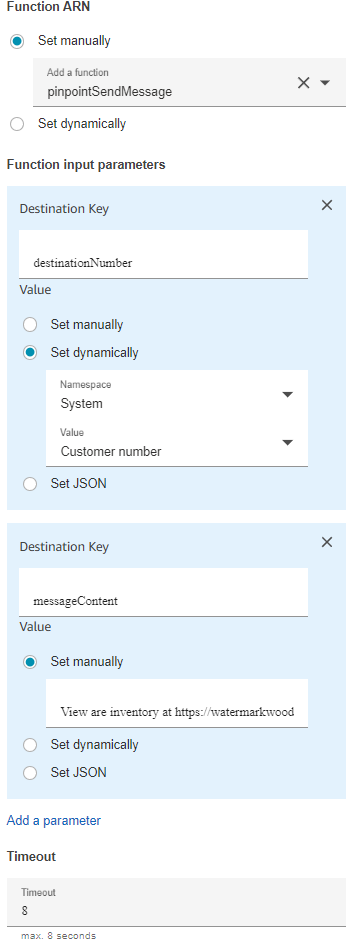 Function ARN
Set manually
Add a function
pinpointSendMessage
Set dynamically
Function input parameters
Destination Key
destinationNumber
Value
Set manually
Set dynamically
Namespace
System
Value
Customer number
Set JSON
Destination Key
messageContent
Value
Set manually
View are inventory at https://watermarkwood
Set dynamically
Set JSON
Add a parameter
Timeout
Timeout
8
max. 8 seconds